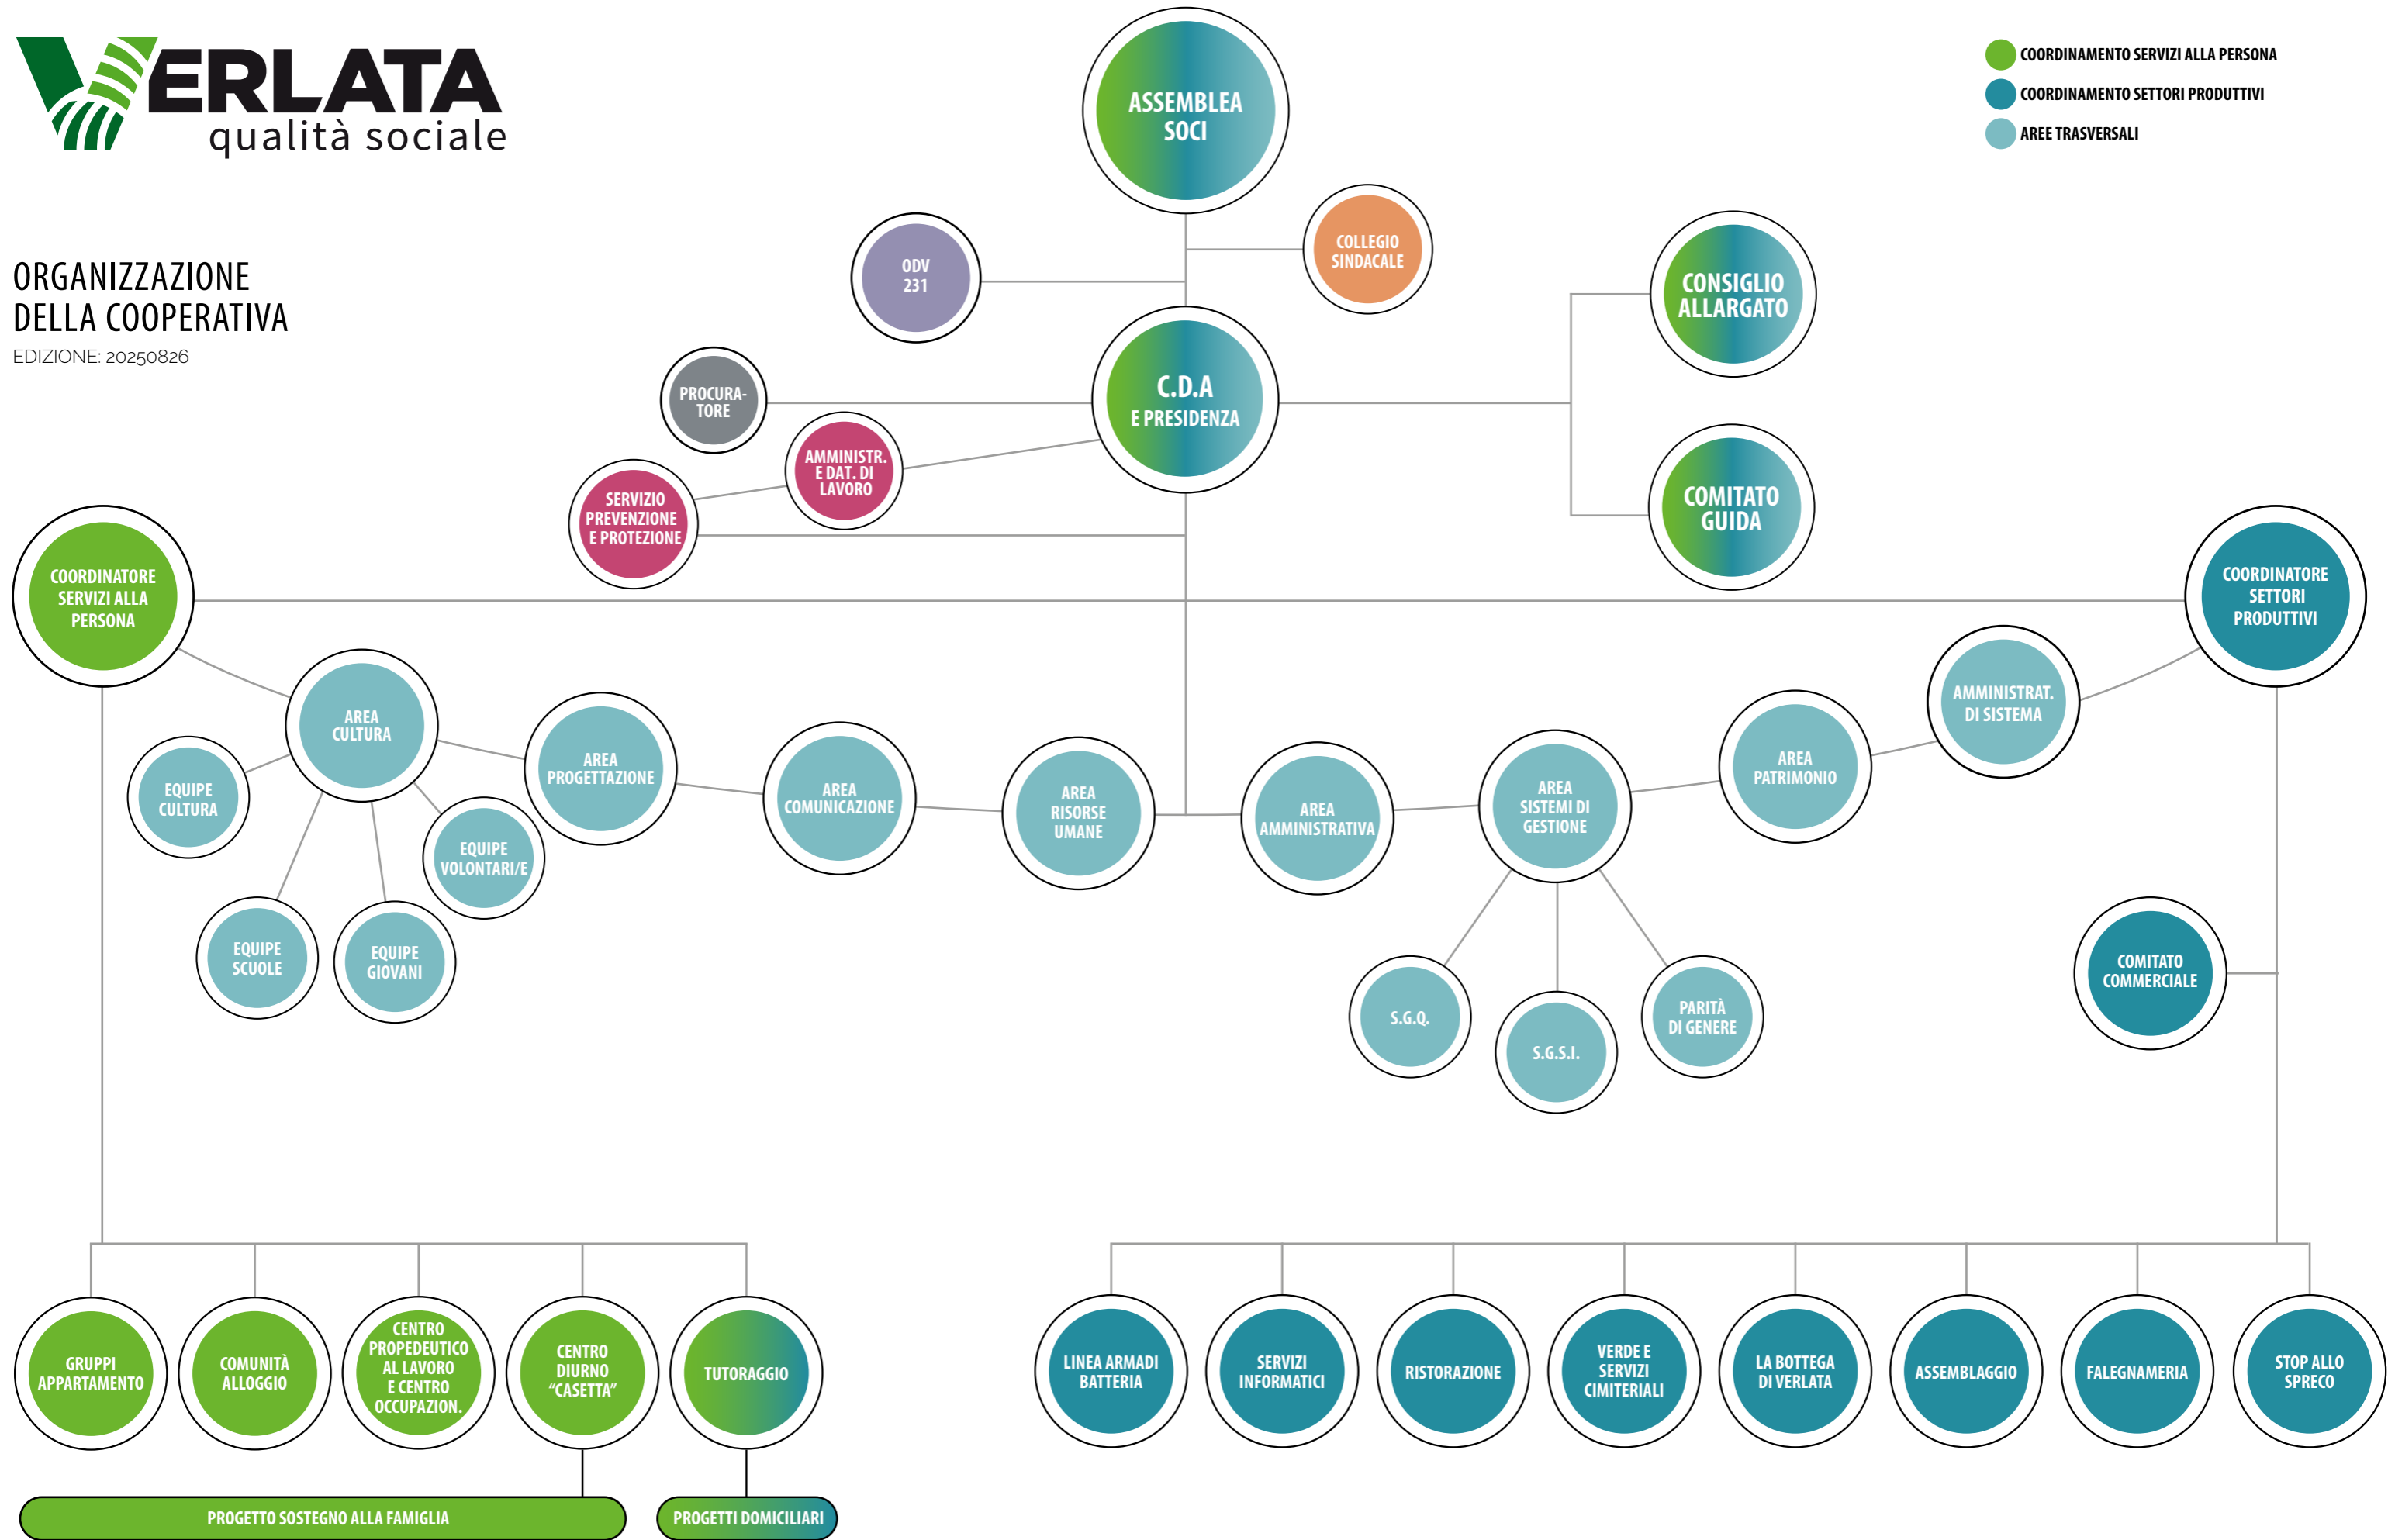 VERLATA
qualità sociale
COORDINAMENTO SERVIZI ALLA PERSONA
COORDINAMENTO SETTORI PRODUTTIVI
AREE TRASVERSALI
ORGANIZZAZIONE
DELLA COOPERATIVA
EDIZIONE: 20250826
ASSEMBLEA
SOCI
COLLEGIO
SINDACALE
ODV
231
CONSIGLIO
ALLARGATO
C.D.A
E PRESIDENZA
PROCURA-
TORE
AMMINISTR.
E DAT. DI
LAVORO
SERVIZIO
PREVENZIONE
E PROTEZIONE
COMITATO
GUIDA
COORDINATORE
SERVIZI ALLA
PERSONA
COORDINATORE
SETTORI
PRODUTTIVI
AREA
CULTURA
AREA
PROGETTAZIONE
AREA
COMUNICAZIONE
AREA
RISORSE
UMANE
AREA
AMMINISTRATIVA
AREA
SISTEMI DI
GESTIONE
AREA
PATRIMONIO
AMMINISTRAT.
DI SISTEMA
EQUIPE
CULTURA
EQUIPE
SCUOLE
EQUIPE
GIOVANI
EQUIPE
VOLONTARI/E
S.G.Q.
S.G.S.I.
PARITÀ
DI GENERE
COMITATO
COMMERCIALE
GRUPPI
APPARTAMENTO
COMUNITÀ
ALLOGGIO
CENTRO
PROPEDEUTICO
AL LAVORO
E CENTRO
OCCUPAZION.
CENTRO
DIURNO
“CASETTA”
TUTORAGGIO
LINEA ARMADI
BATTERIA
SERVIZI
INFORMATICI
RISTORAZIONE
VERDE E
SERVIZI
CIMITERIALI
LA BOTTEGA
DI VERLATA
ASSEMBLAGGIO
FALEGNAMERIA
STOP ALLO
SPRECO
PROGETTO SOSTEGNO ALLA FAMIGLIA
PROGETTI DOMICILIARI